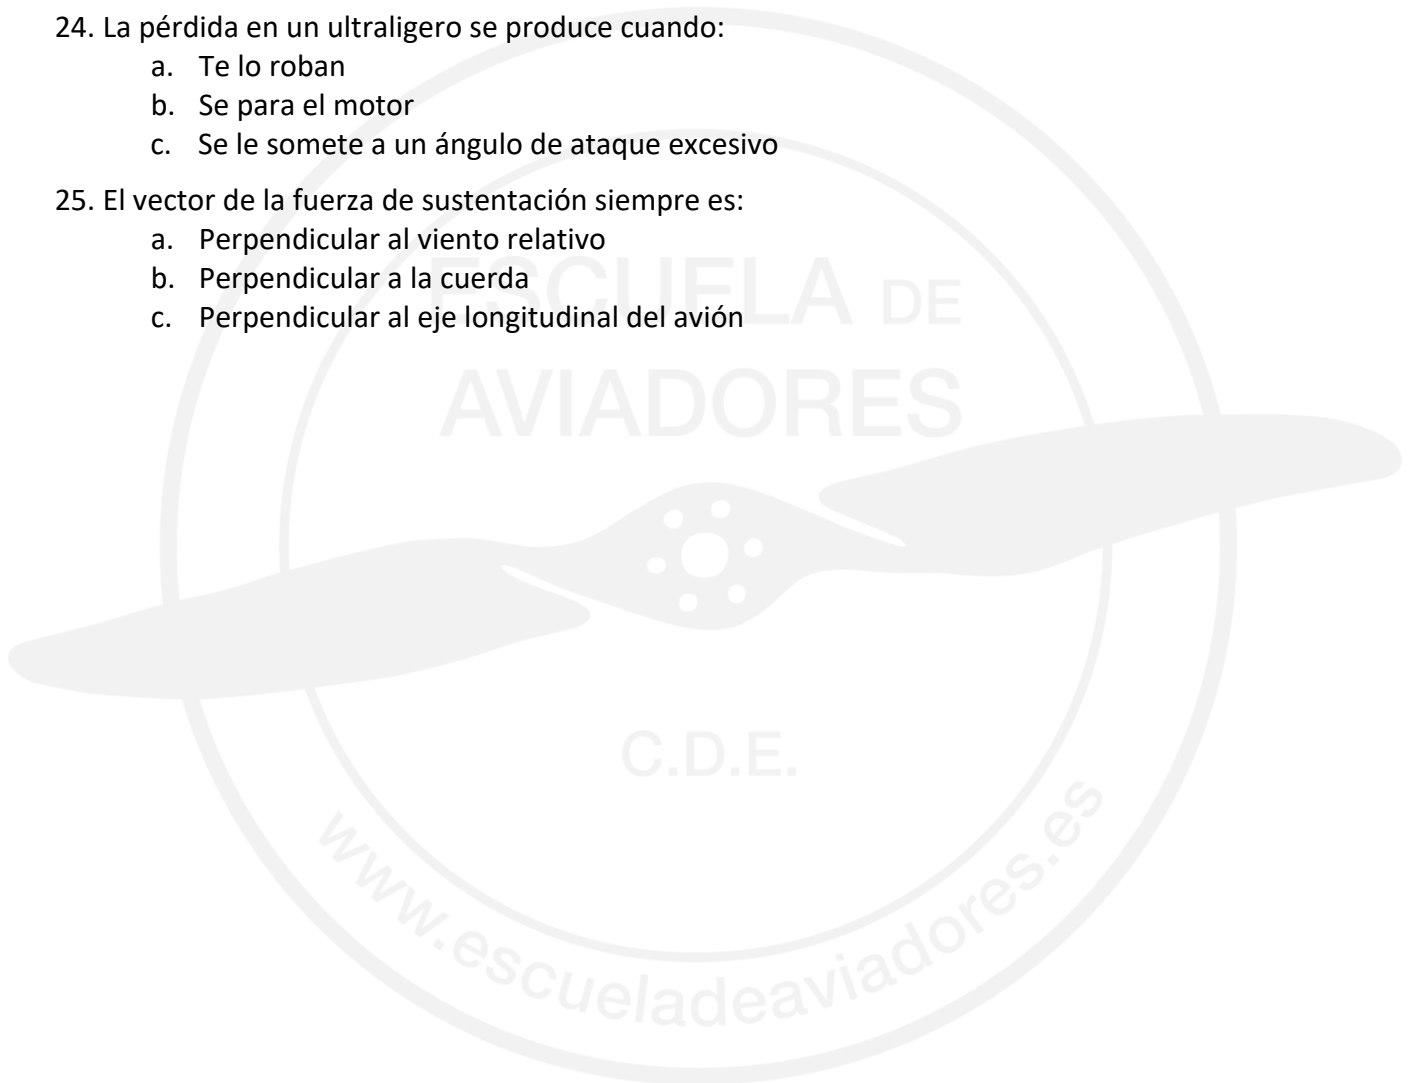 24. La pérdida en un ultraligero se produce cuando:
a. Te lo roban
b. Se para el motor
c. Se le somete a un ángulo de ataque excesivo
25. El vector de la fuerza de sustentación siempre es:
a. Perpendicular al viento relativo
b. Perpendicular a la cuerda
c. Perpendicular al eje longitudinal del avión
ESCUELA DE
AVIADORES
C.D.E.
www.escueladeaviadores.es